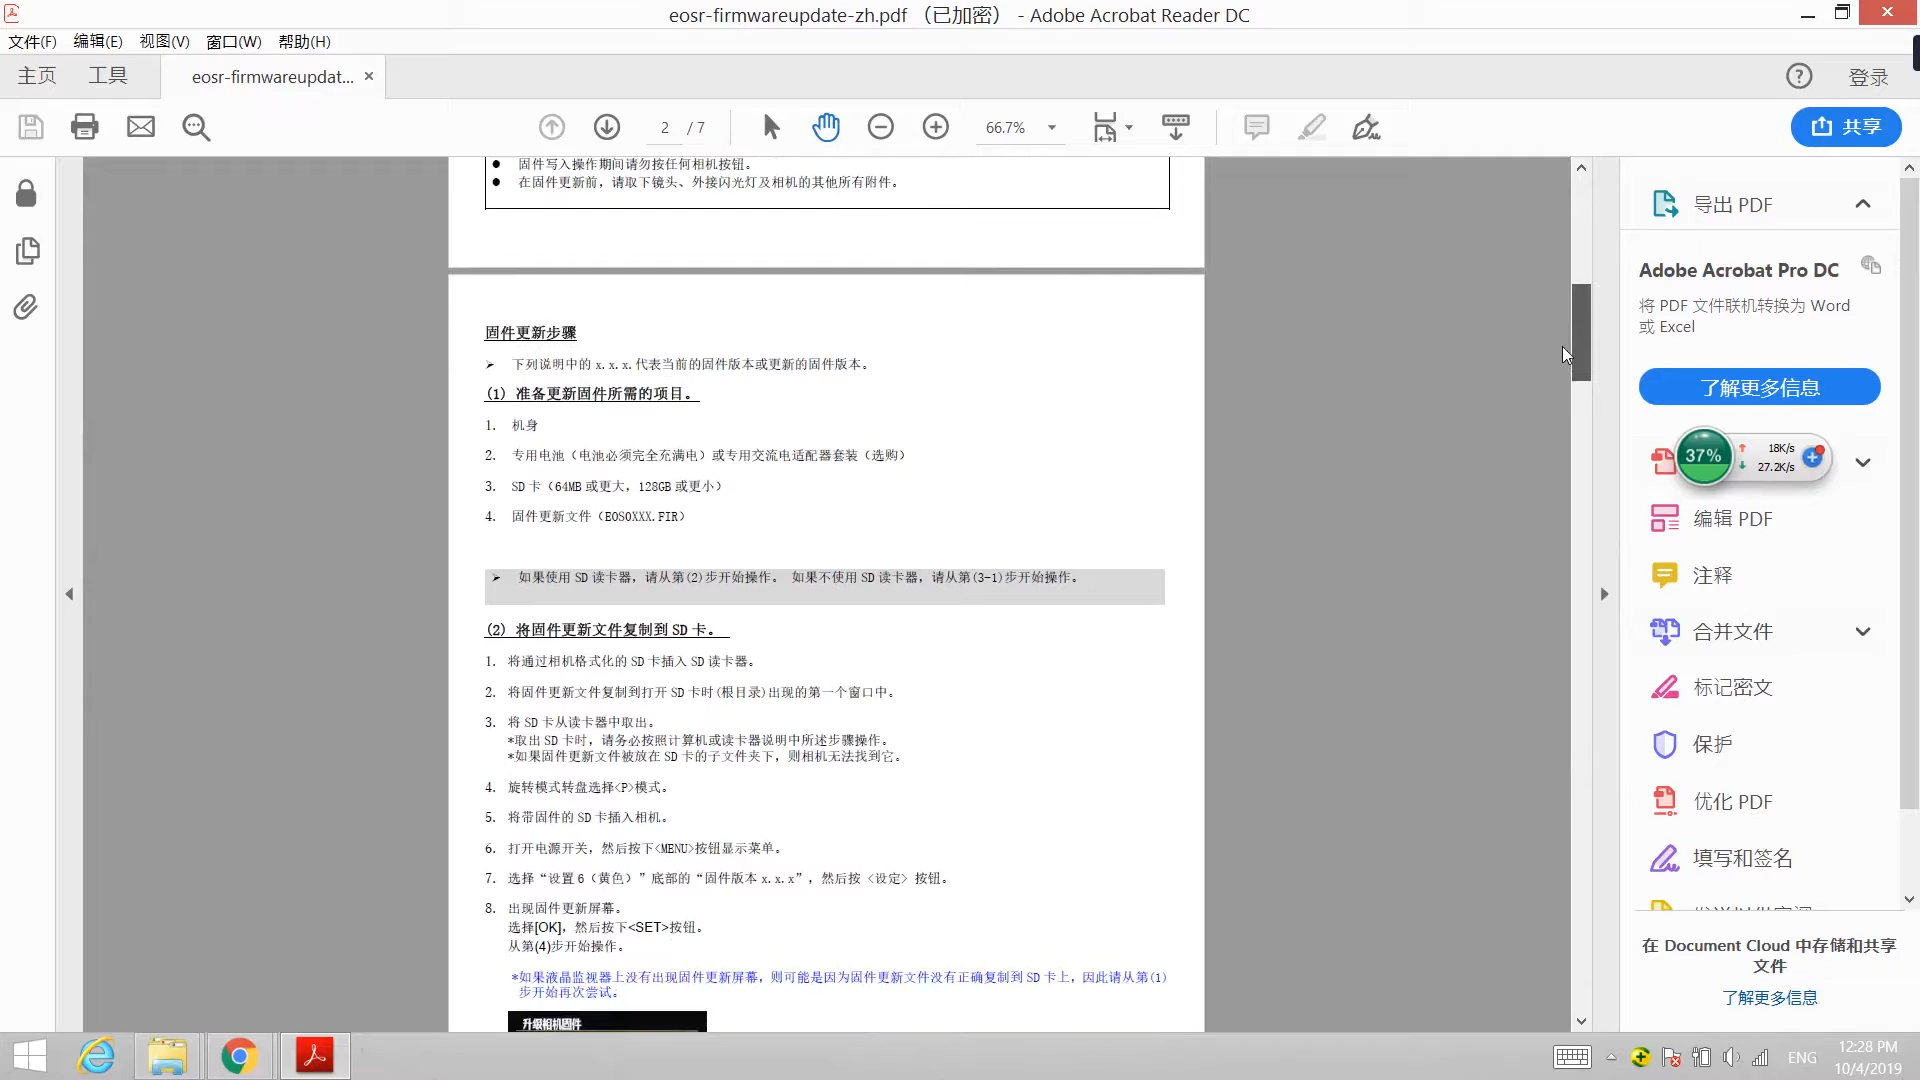 eosr-firmwareupdate-zh.pdf （已加密） - Adobe Acrobat Reader DC
文件(F) 编辑(E) 视图(V) 窗口(W) 帮助(H)
主页 工具 eosr-firmwareupdat... × 登录
2 / 7 66.7% 共享
● 固件写入操作期间请勿按任何相机按钮。
● 在固件更新前，请取下镜头、外接闪光灯及相机的其他所有附件。
固件更新步骤
➢ 下列说明中的 x.x.x.代表当前的固件版本或更新的固件版本。
(1) 准备更新固件所需的项目。
1. 机身
2. 专用电池（电池必须完全充满电）或专用交流电适配器套装（选购）
3. SD 卡（64MB 或更大，128GB 或更小）
4. 固件更新文件（EOSOXXX.FIR）
➢ 如果使用 SD 读卡器，请从第(2)步开始操作。 如果不使用 SD 读卡器，请从第(3-1)步开始操作。
(2) 将固件更新文件复制到 SD 卡。
1. 将通过相机格式化的 SD 卡插入 SD 读卡器。
2. 将固件更新文件复制到打开 SD 卡时(根目录)出现的第一个窗口中。
3. 将 SD 卡从读卡器中取出。
*取出 SD 卡时，请务必按照计算机或读卡器说明中所述步骤操作。
*如果固件更新文件被放在 SD 卡的子文件夹下，则相机无法找到它。
4. 旋转模式转盘选择<P>模式。
5. 将带固件的 SD 卡插入相机。
6. 打开电源开关，然后按下<MENU>按钮显示菜单。
7. 选择“设置 6（黄色）”底部的“固件版本 x.x.x”，然后按 <设定> 按钮。
8. 出现固件更新屏幕。
选择[OK]，然后按下<SET>按钮。
从第(4)步开始操作。
*如果液晶监视器上没有出现固件更新屏幕，则可能是因为固件更新文件没有正确复制到 SD 卡上，因此请从第(1)
步开始再次尝试。
升级相机固件
导出 PDF
Adobe Acrobat Pro DC
将 PDF 文件联机转换为 Word
或 Excel
了解更多信息
37% 18K/s
27.2K/s
编辑 PDF
注释
合并文件
标记密文
保护
优化 PDF
填写和签名
在 Document Cloud 中存储和共享
文件
了解更多信息
ENG 12:28 PM
10/4/2019